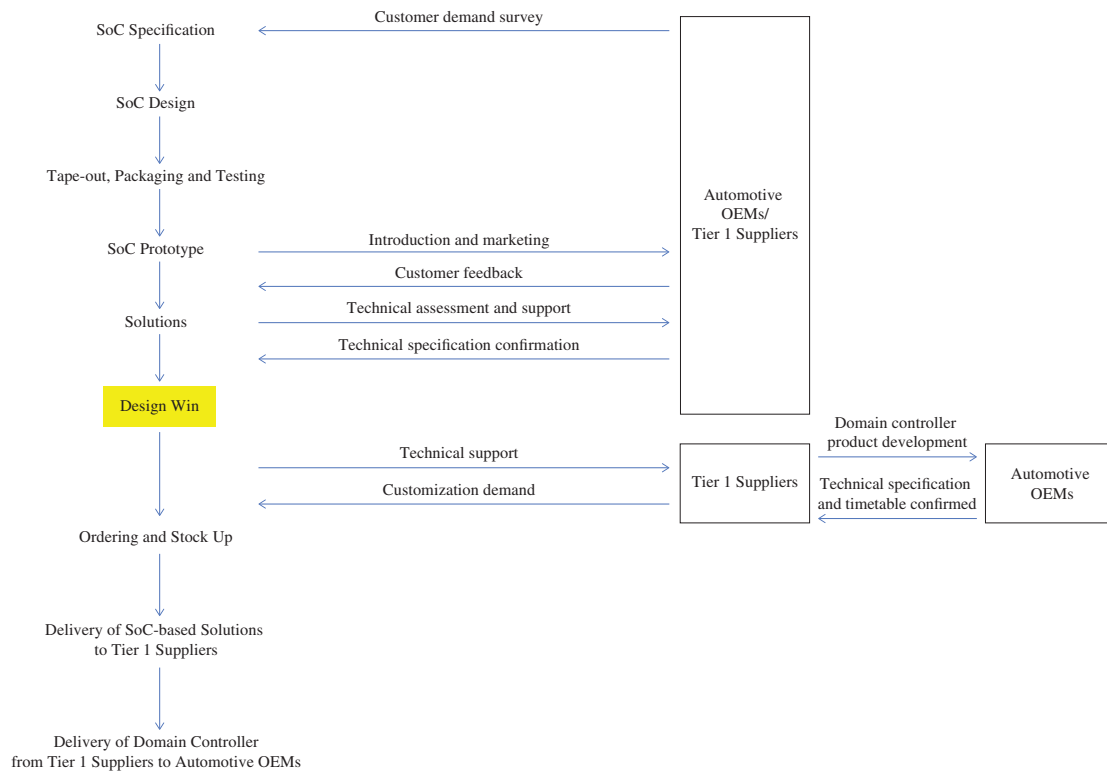 Customer demand survey
SoC Specification
SoC Design
Tape-out, Packaging and Testing
Automotive
OEMs/
Tier 1 Suppliers
SoC Prototype
Introduction and marketing
Customer feedback
Solutions
Technical assessment and support
Technical specification confirmation
Design Win
Technical support
Customization demand
Tier 1 Suppliers
Domain controller
product development
Technical specification
and timetable confirmed
Automotive
OEMs
Ordering and Stock Up
Delivery of SoC-based Solutions
to Tier 1 Suppliers
Delivery of Domain Controller
from Tier 1 Suppliers to Automotive OEMs